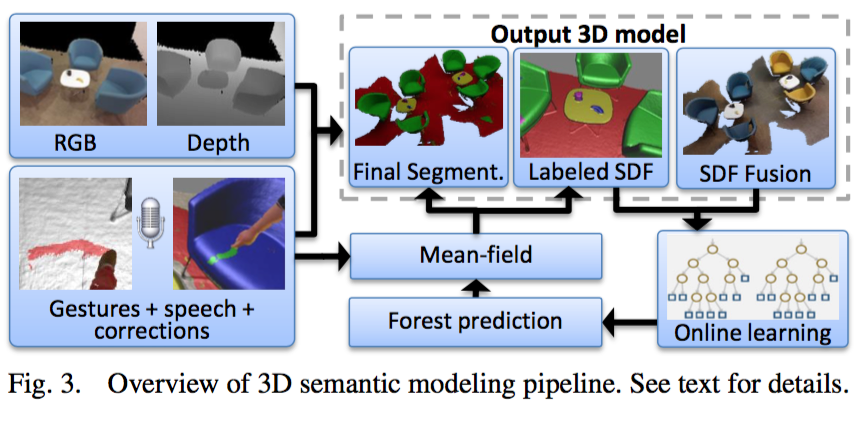 Output 3D model
RGB
Depth
Final Segment.
Labeled SDF
SDF Fusion
Gestures + speech +
corrections
Mean-field
Forest prediction
Online learning
Fig. 3. Overview of 3D semantic modeling pipeline. See text for details.